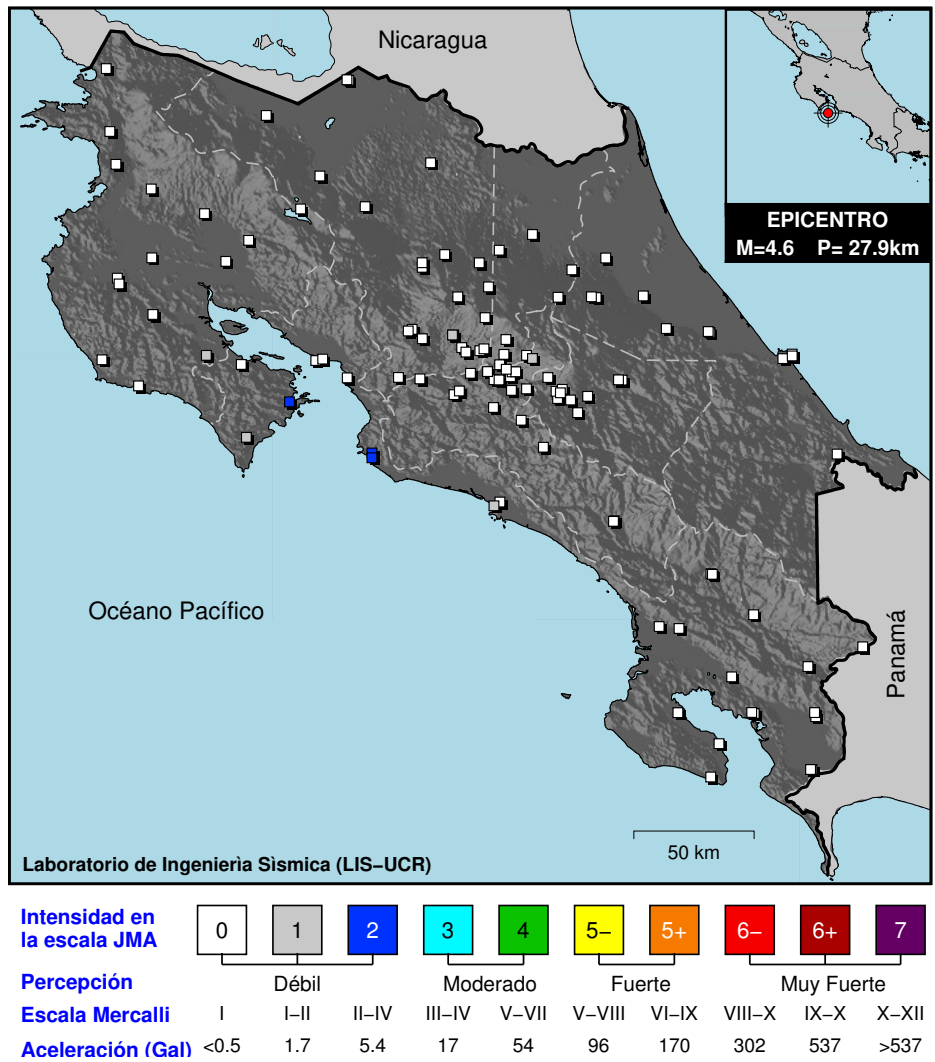 Nicaragua
EPICENTRO
M=4.6 P= 27.9km
Océano Pacífico
Panamá
50 km
Laboratorio de Ingenierìa Sìsmica (LIS−UCR)
Intensidad en
la escala JMA
0 1 2 3 4 5− 5+ 6− 6+ 7
Percepción Débil Moderado Fuerte Muy Fuerte
Escala Mercalli I I−II II−IV III−IV V−VII V−VIII VI−IX VIII−X IX−X X−XII
Aceleración (Gal) <0.5 1.7 5.4 17 54 96 170 302 537 >537